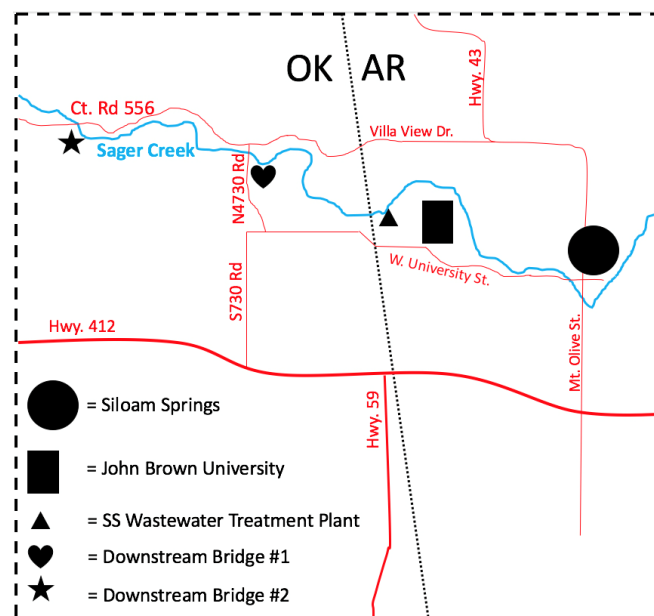 OK
AR
Hwy. 43
Ct. Rd 556
Villa View Dr.
Sager Creek
N4730 Rd
W. University St.
S730 Rd
Hwy. 412
Mt. Olive St.
Hwy. 59
= Siloam Springs
= John Brown University
= SS Wastewater Treatment Plant
= Downstream Bridge #1
= Downstream Bridge #2